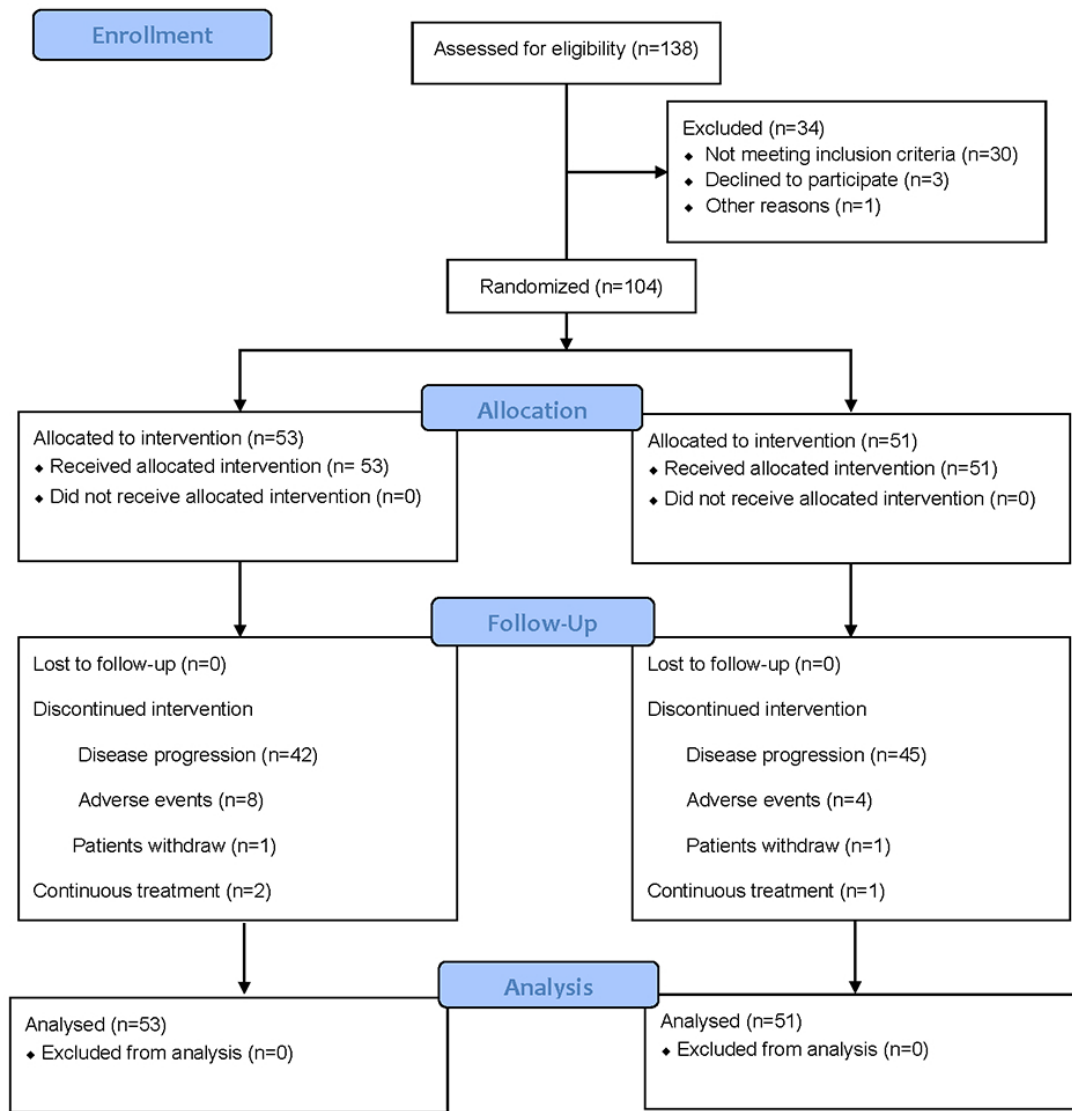 Enrollment
Assessed for eligibility (n=138)
Excluded (n=34)
◆ Not meeting inclusion criteria (n=30)
◆ Declined to participate (n=3)
◆ Other reasons (n=1)
Randomized (n=104)
Allocation
Allocated to intervention (n=53)
◆ Received allocated intervention (n= 53)
◆ Did not receive allocated intervention (n=0)
Allocated to intervention (n=51)
◆ Received allocated intervention (n=51)
◆ Did not receive allocated intervention (n=0)
Follow-Up
Lost to follow-up (n=0)
Discontinued intervention
Disease progression (n=42)
Adverse events (n=8)
Patients withdraw (n=1)
Continuous treatment (n=2)
Lost to follow-up (n=0)
Discontinued intervention
Disease progression (n=45)
Adverse events (n=4)
Patients withdraw (n=1)
Continuous treatment (n=1)
Analysis
Analysed (n=53)
◆ Excluded from analysis (n=0)
Analysed (n=51)
◆ Excluded from analysis (n=0)